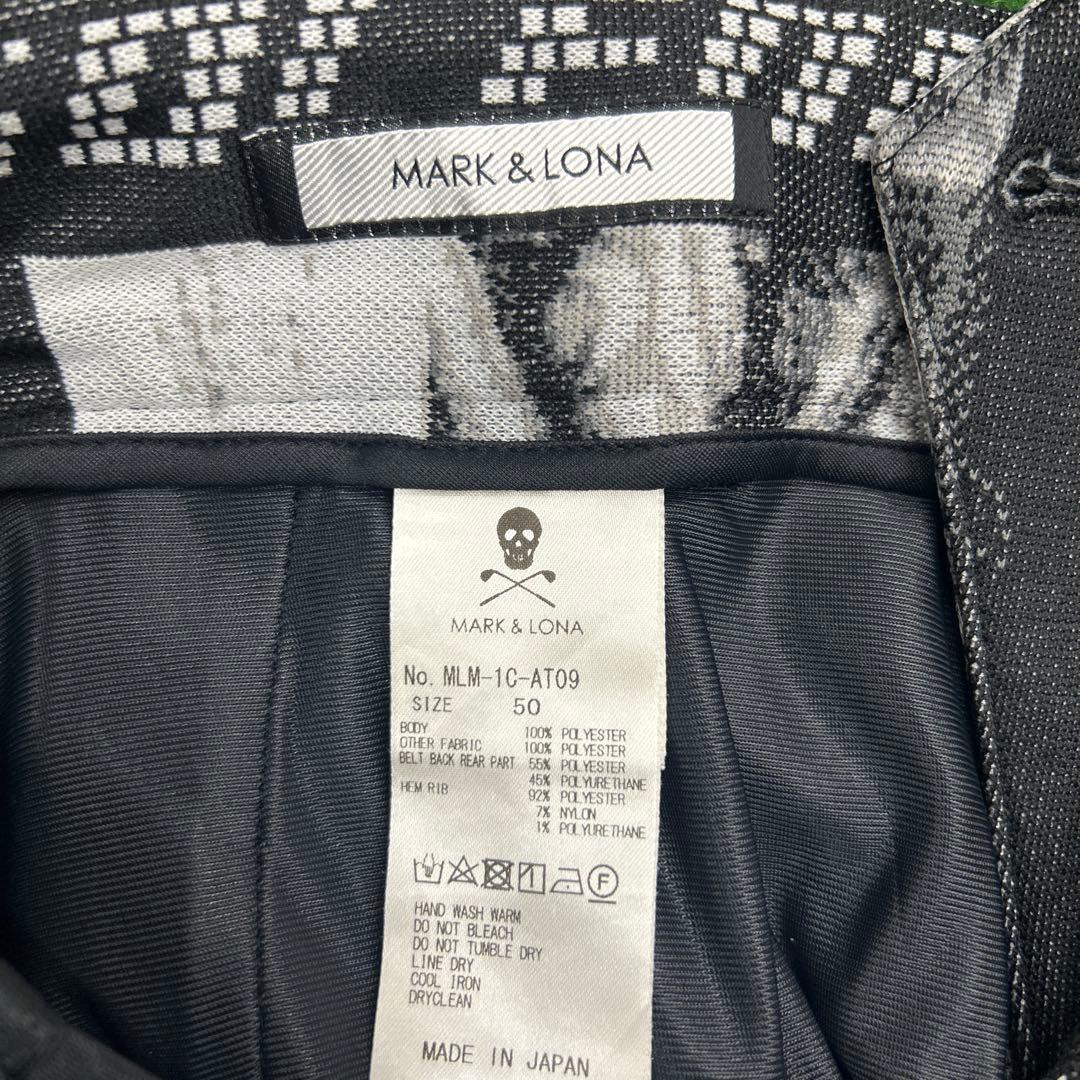 MARK & LONA
MARK & LONA
No. MLM-1C-AT09
SIZE 50
BODY 100% POLYESTER
OTHER FABRIC 100% POLYESTER
BELT BACK REAR PART 55% POLYESTER
45% POLYURETHANE
HEM RIB 92% POLYESTER
7% NYLON
1% POLYURETHANE
F
HAND WASH WARM
DO NOT BLEACH
DO NOT TUMBLE DRY
LINE DRY
COOL IRON
DRYCLEAN
MADE IN JAPAN